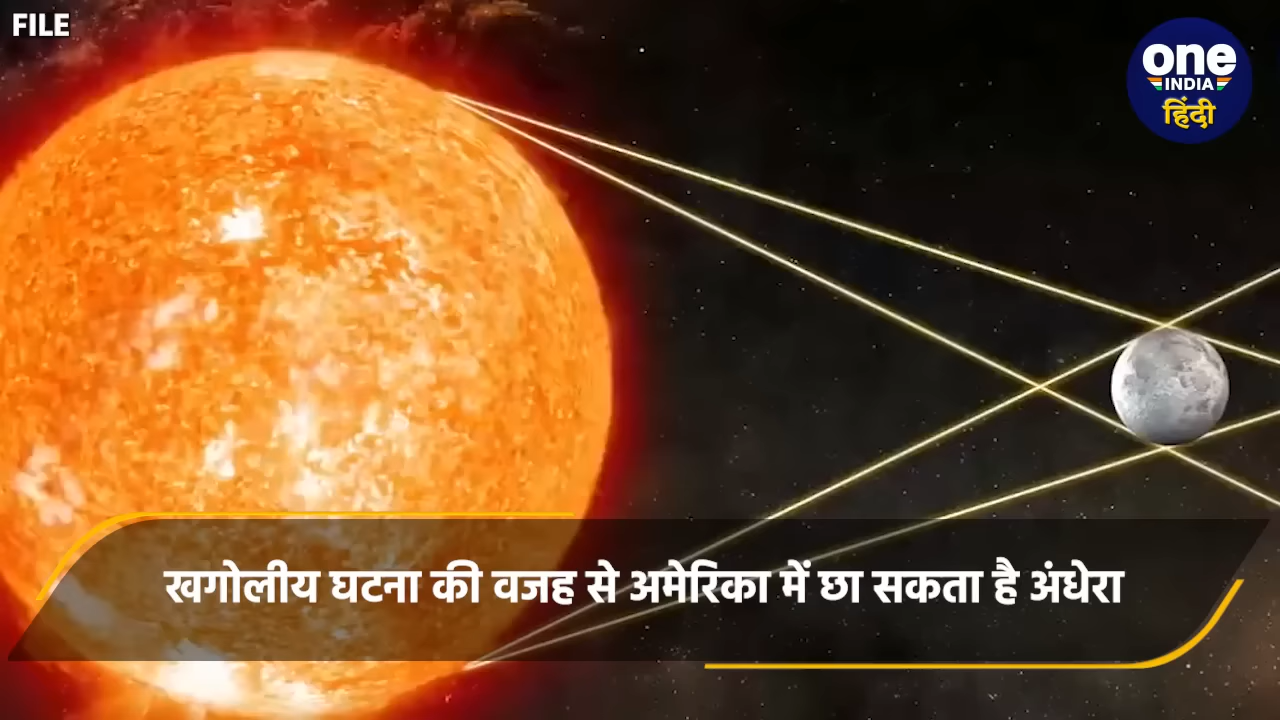 FILE
one
INDIA
हिंदी
खगोलीय घटना की वजह से अमेरिका में छा सकता है अंधेरा